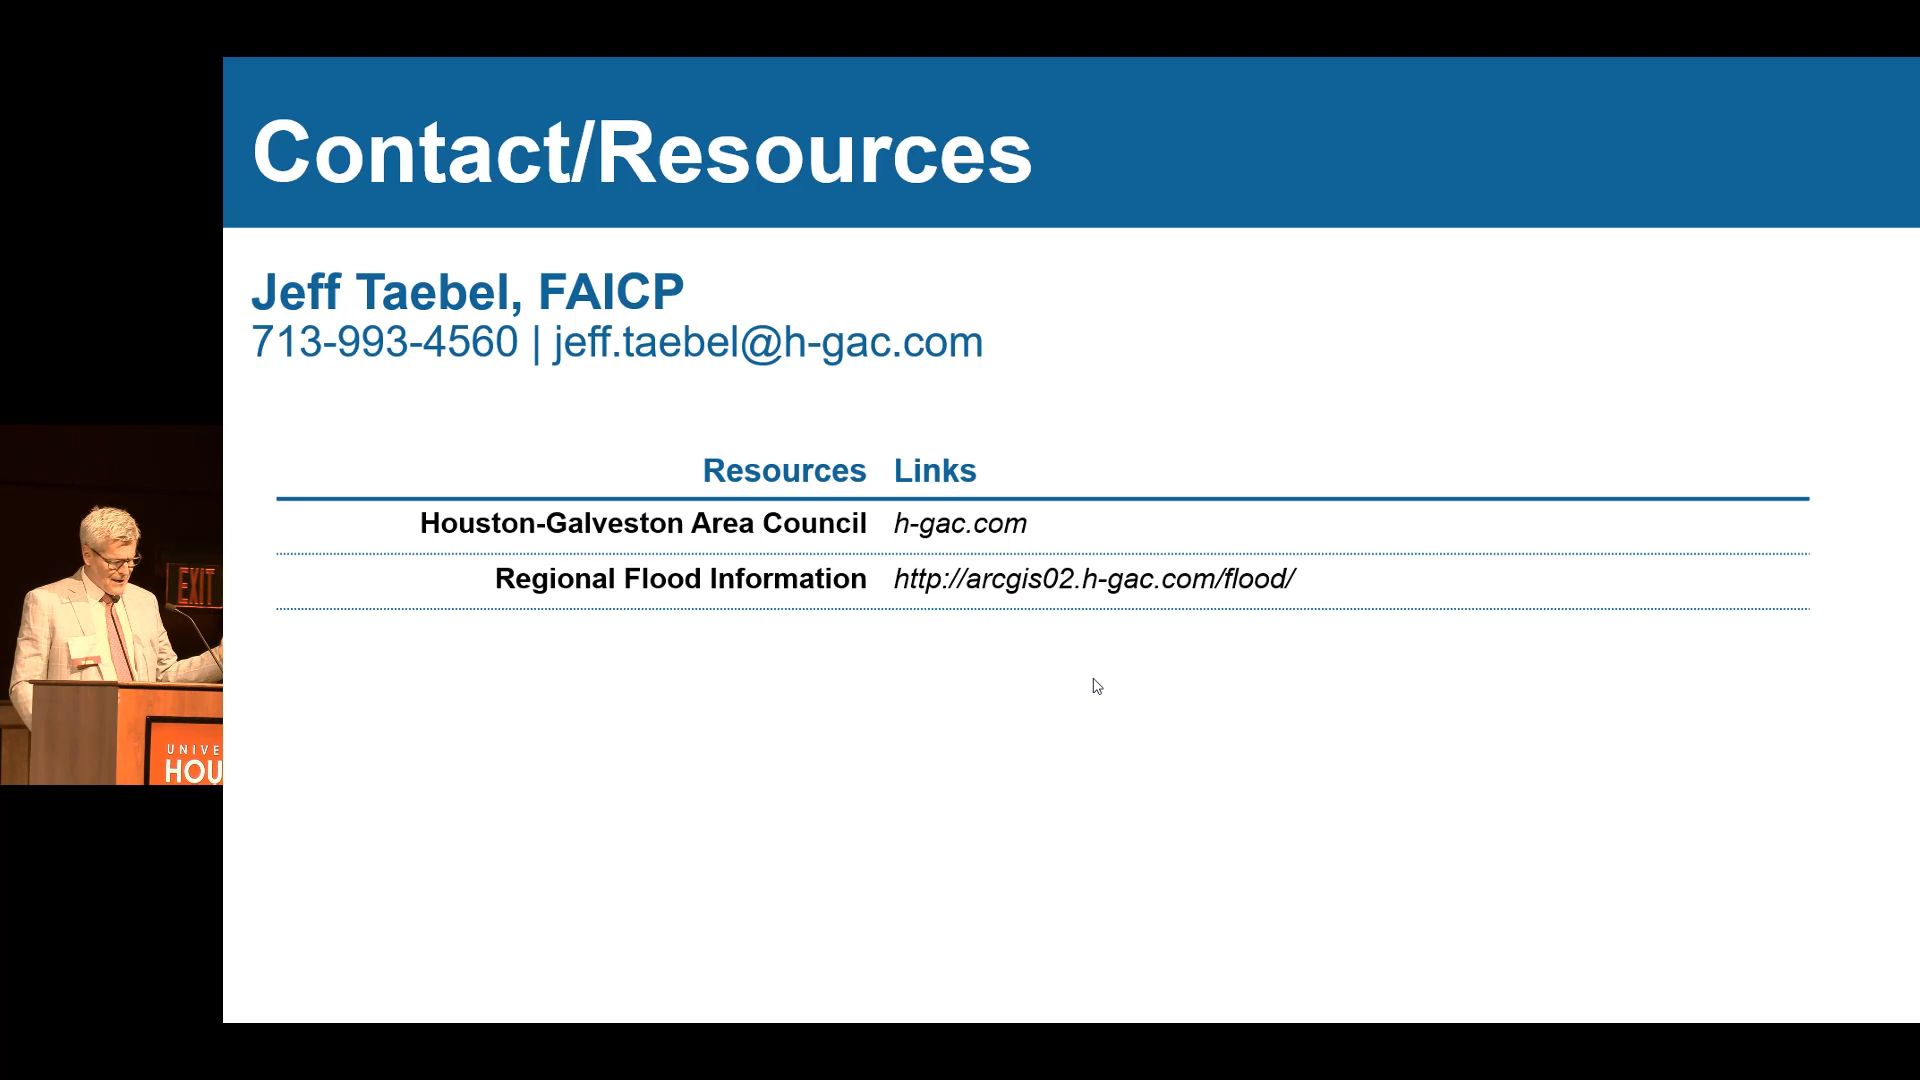 Contact/Resources
Jeff Taebel, FAICP
713-993-4560 | jeff.taebel@h-gac.com
Resources Links
Houston-Galveston Area Council h-gac.com
Regional Flood Information http://arcgis02.h-gac.com/flood/
EXIT
UNIVE
HOU